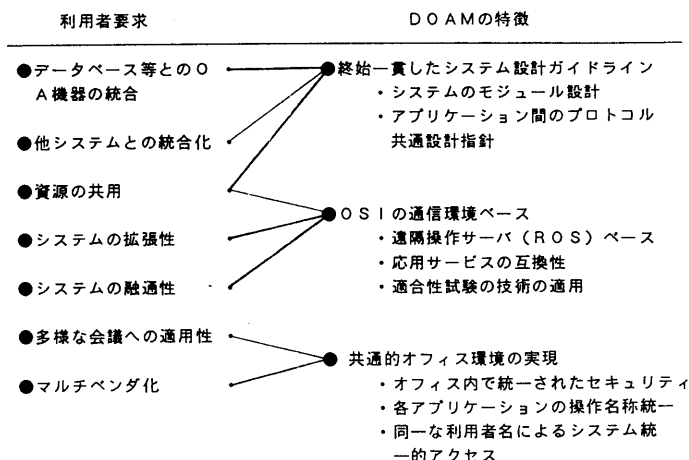 利用者要求
DOAMの特徴
●データベース等とのO
A機器の統合
●他システムとの統合化
●資源の共用
●システムの拡張性
●システムの融通性
●多様な会議への適用性
●マルチベンダ化
●終始一貫したシステム設計ガイドライン
・システムのモジュール設計
・アプリケーション間のプロトコル
共通設計指針
●OSIの通信環境ベース
・遠隔操作サーバ(ROS)ベース
・応用サービスの互換性
・適合性試験の技術の適用
●共通的オフィス環境の実現
・オフィス内で統一されたセキュリティ
・各アプリケーションの操作名称統一
・同一な利用者名によるシステム統
一的アクセス